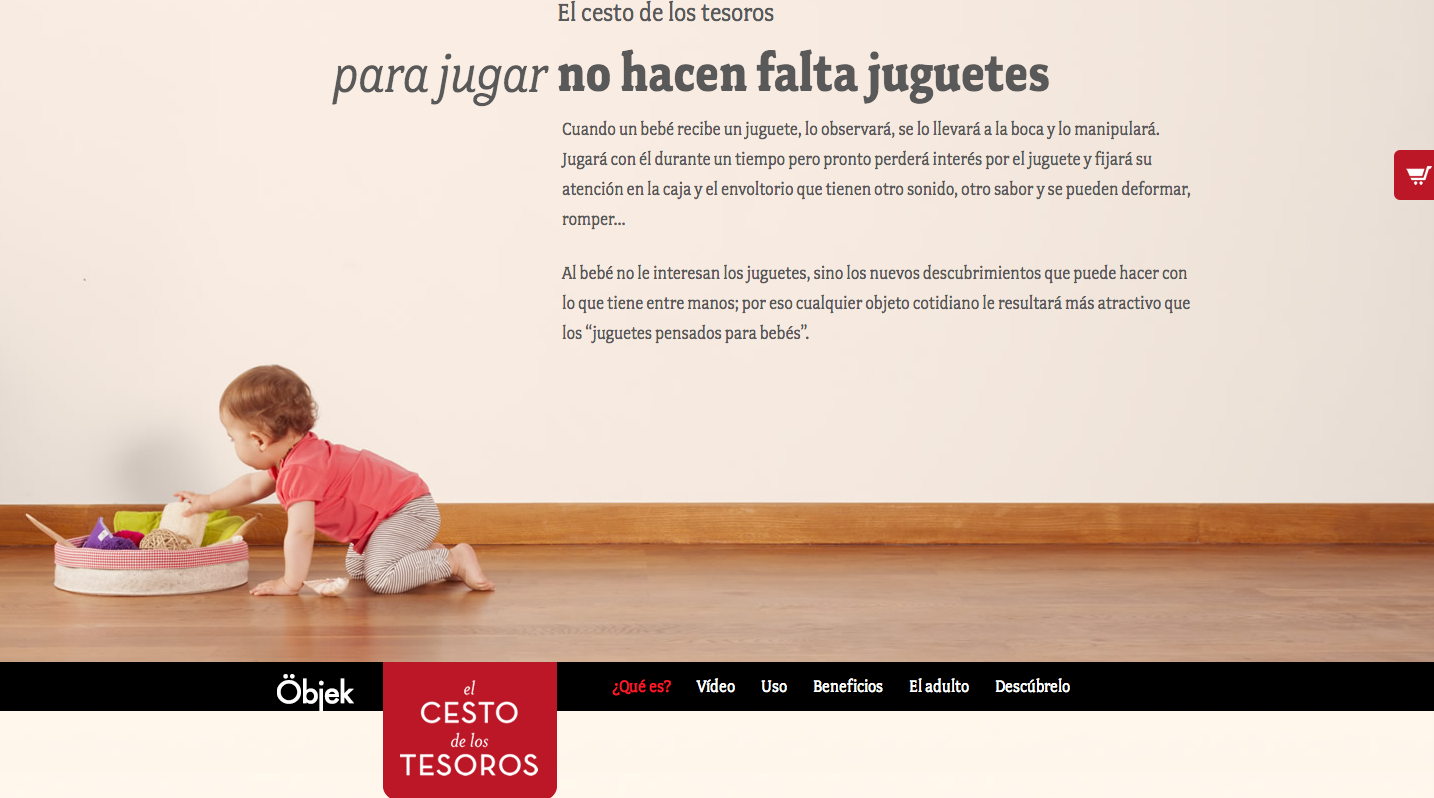 El cesto de los tesoros
para jugar no hacen falta juguetes
Cuando un bebé recibe un juguete, lo observará, se lo llevará a la boca y lo manipulará.
Jugará con él durante un tiempo pero pronto perderá interés por el juguete y fijará su
atención en la caja y el envoltorio que tienen otro sonido, otro sabor y se pueden deformar,
romper...
Al bebé no le interesan los juguetes, sino los nuevos descubrimientos que puede hacer con
lo que tiene entre manos; por eso cualquier objeto cotidiano le resultará más atractivo que
los “juguetes pensados para bebés”.
Öbjek
el
CESTO
de los
TESOROS
¿Qué es? Vídeo Uso Beneficios El adulto Descúbrelo